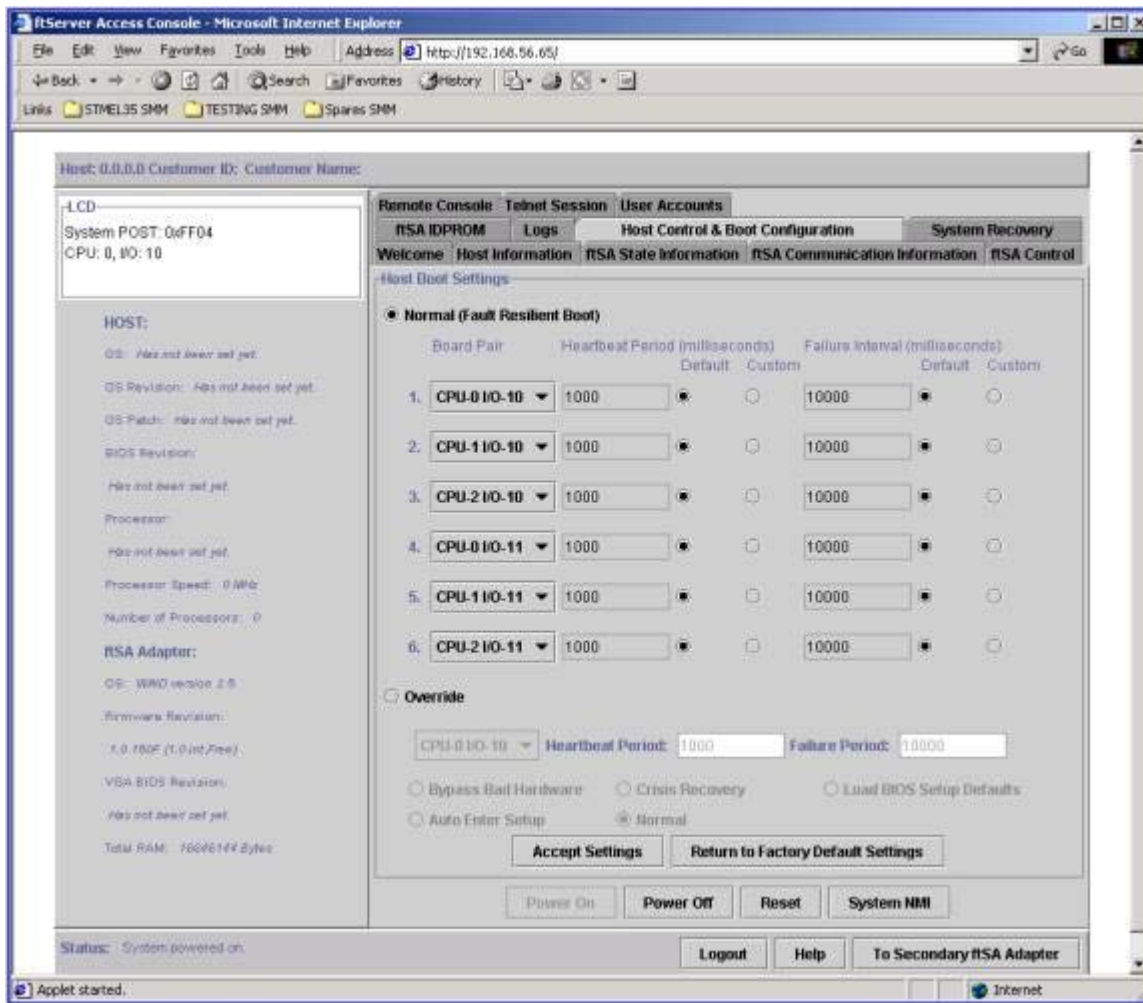 ftServer Access Console - Microsoft Internet Explorer
File Edit View Favorites Tools Help Address http://192.168.56.65/ Go
Back Search Favorites History
Links STMEL35 SMM TESTING SMM Spares SMM
Host: 0.0.0.0 Customer ID: Customer Name:
LCD
System POST: 0xFF04
CPU: 0, I/O: 10
HOST:
OS: Has not been set yet.
OS Revision: Has not been set yet.
OS Patch: Has not been set yet.
BIOS Revision:
Has not been set yet.
Processor:
Has not been set yet.
Processor Speed: 0 MHz
Number of Processors: 0
ftSA Adapter:
OS: WIND version 2.5
Firmware Revision:
VGA BIOS Revision:
Has not been set yet.
Total RAM: Bytes
Remote Console Telnet Session User Accounts
ftSA IDPROM Logs Host Control & Boot Configuration System Recovery
Welcome Host Information ftSA State Information ftSA Communication Information ftSA Control
Host Boot Settings
Normal (Fault Resilient Boot)
Board Pair Heartbeat Period (milliseconds) Failure Interval (milliseconds)
Default Custom Default Custom
1. CPU-0 I/O-10 1000 10000
2. CPU-1 I/O-10 1000 10000
3. CPU-2 I/O-10 1000 10000
4. CPU-0 I/O-11 1000 10000
5. CPU-1 I/O-11 1000 10000
6. CPU-2 I/O-11 1000 10000
Override
CPU-0 I/O-10 Heartbeat Period: 1000 Failure Period: 10000
Bypass Bad Hardware Crisis Recovery Load BIOS Setup Defaults
Auto Enter Setup Normal
Accept Settings Return to Factory Default Settings
Power On Power Off Reset System NMI
Status: System powered on. Logout Help To Secondary ftSA Adapter
Applet started. Internet